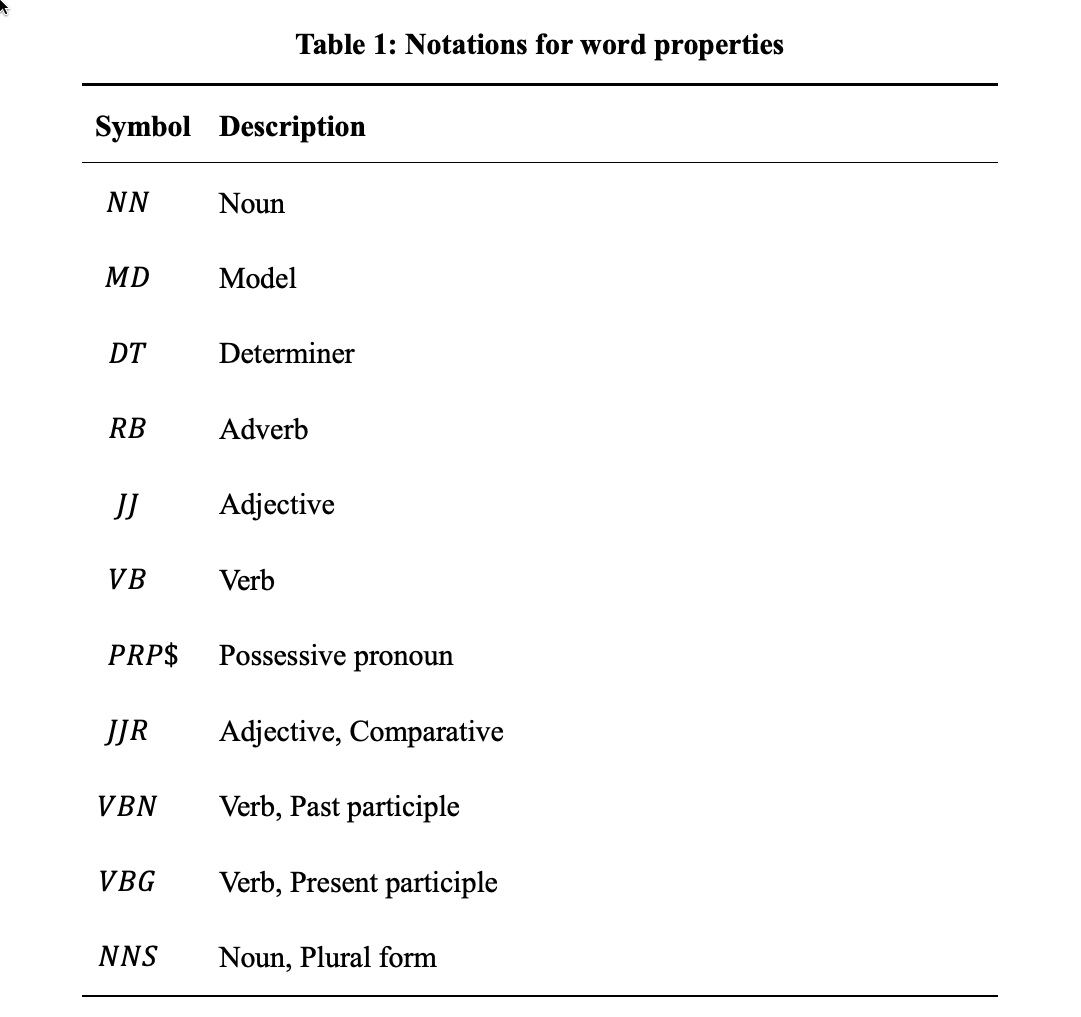 Table 1: Notations for word properties
Symbol Description
NN Noun
MD Model
DT Determiner
RB Adverb
JJ Adjective
VB Verb
PRP$ Possessive pronoun
JJR Adjective, Comparative
VBN Verb, Past participle
VBG Verb, Present participle
NNS Noun, Plural form